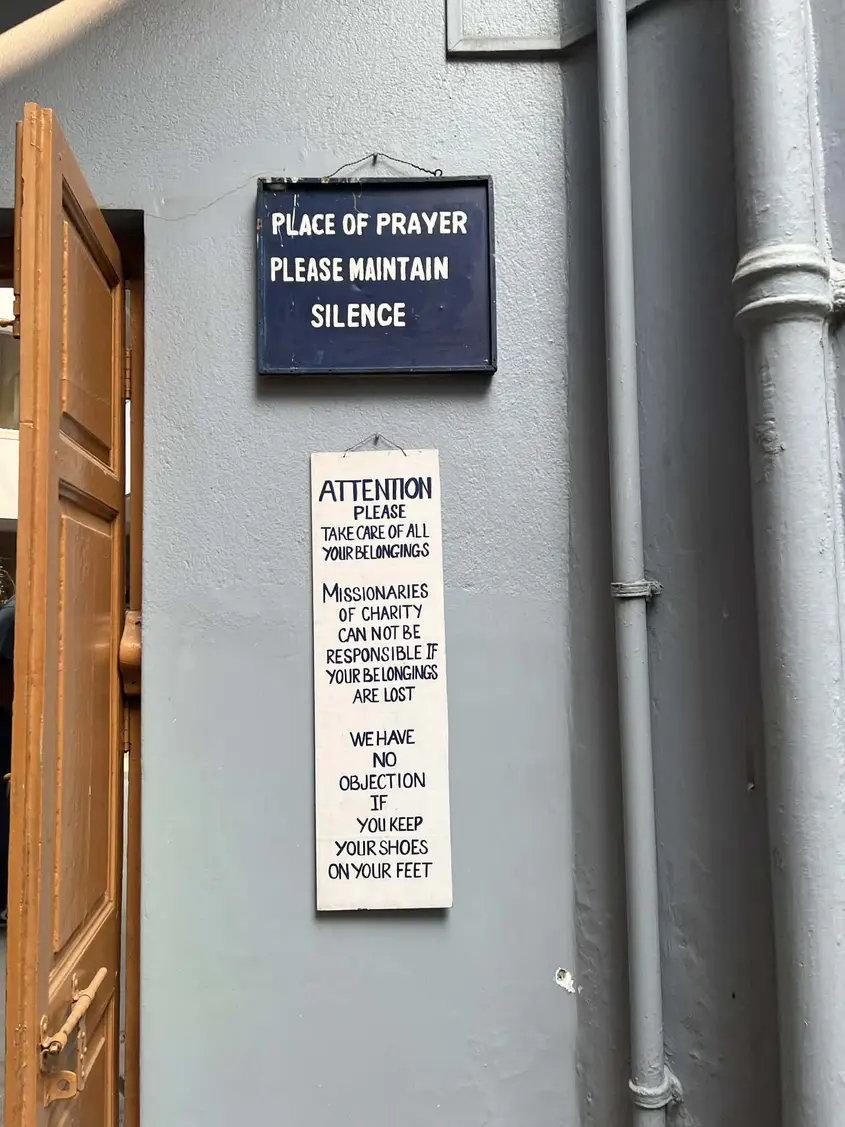 PLACE OF PRAYER
PLEASE MAINTAIN
SILENCE
ATTENTION
PLEASE
TAKE CARE OF ALL
YOUR BELONGINGS
MISSIONARIES
OF CHARITY
CAN NOT BE
RESPONSIBLE IF
YOUR BELONGINGS
ARE LOST
WE HAVE
NO
OBJECTION
IF
YOU KEEP
YOUR SHOES
ON YOUR FEET